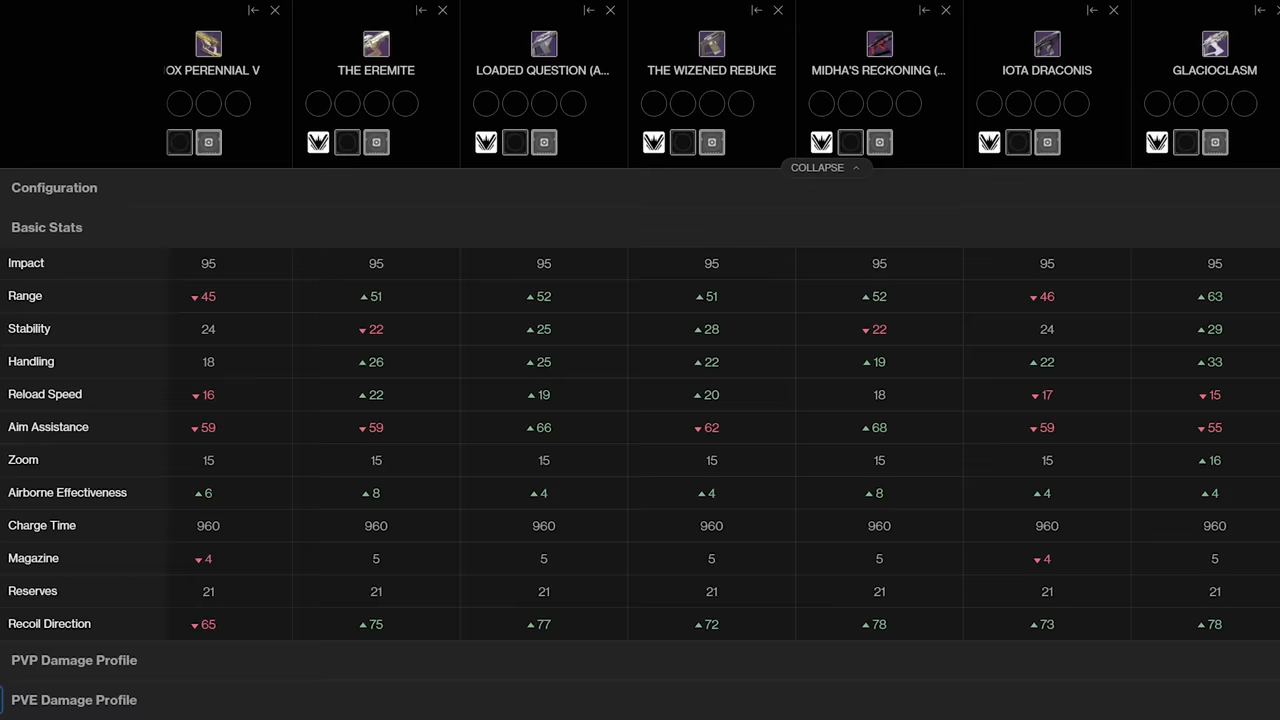 OX PERENNIAL V THE EREMITE LOADED QUESTION (A... THE WIZENED REBUKE MIDHA'S RECKONING (... IOTA DRACONIS GLACIOCLASM
COLLAPSE
Configuration
Basic Stats
Impact 95 95 95 95 95 95 95
Range 45 51 52 51 52 46 63
Stability 24 22 25 28 22 24 29
Handling 18 26 25 22 19 22 33
Reload Speed 16 22 19 20 18 17 15
Aim Assistance 59 59 66 62 68 59 55
Zoom 15 15 15 15 15 15 16
Airborne Effectiveness 6 8 4 4 8 4 4
Charge Time 960 960 960 960 960 960 960
Magazine 4 5 5 5 5 4 5
Reserves 21 21 21 21 21 21 21
Recoil Direction 65 75 77 72 78 73 78
PVP Damage Profile
PVE Damage Profile